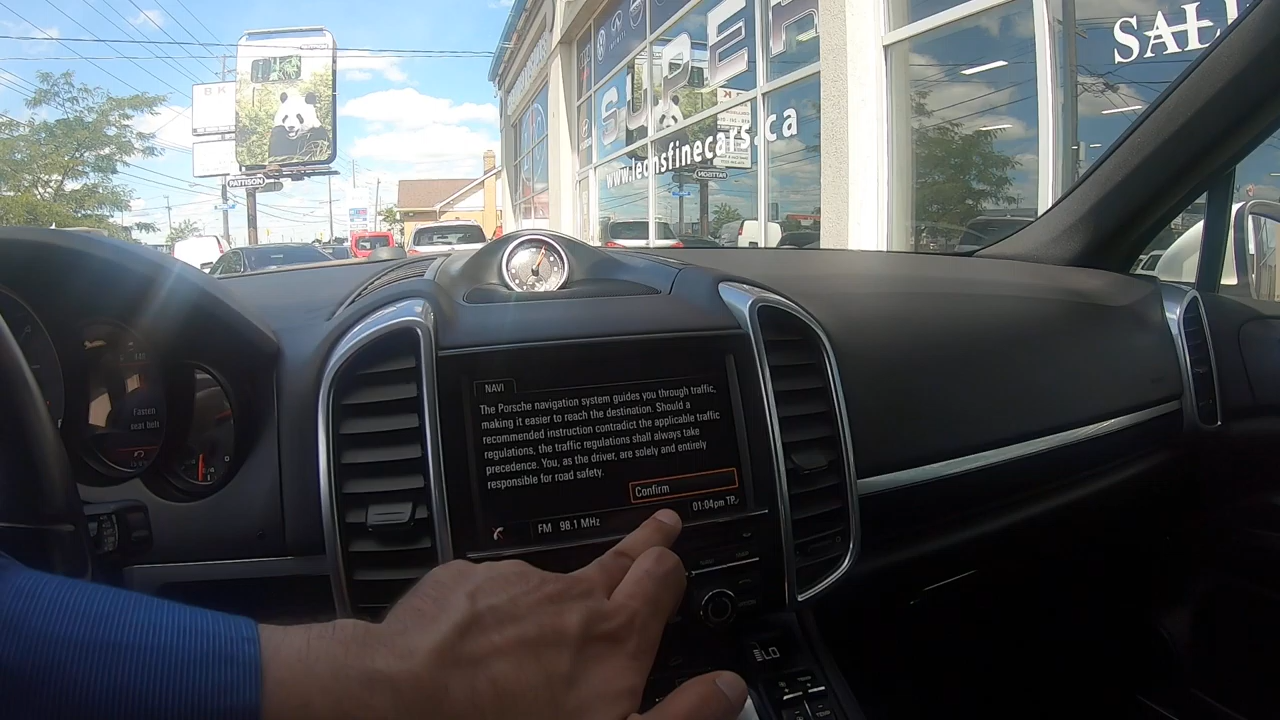 BK
PATTISON
SUPER
SAL
www.leonsfinecars.ca
NAVI
The Porsche navigation system guides you through traffic,
making it easier to reach the destination. Should a
recommended instruction contradict the applicable traffic
regulations, the traffic regulations shall always take
precedence. You, as the driver, are solely and entirely
responsible for road safety.
Confirm
FM 98.1 MHz
01:04pm TP
Fasten
seat belts